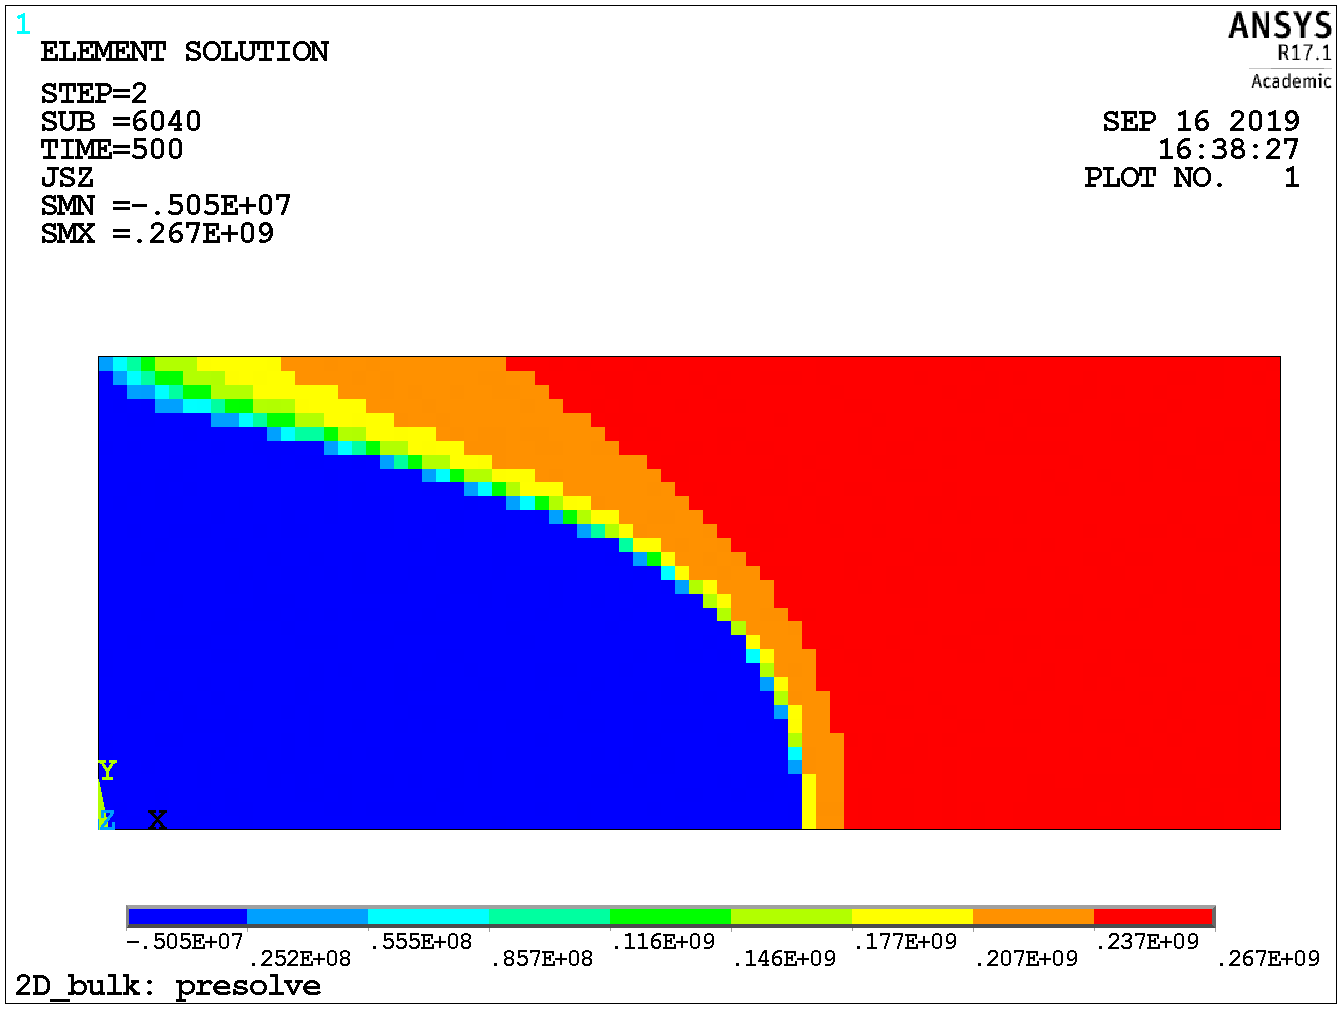 1
ANSYS
R17.1
Academic
ELEMENT SOLUTION
STEP=2
SUB =6040
TIME=500
JSZ
SMN =-.505E+07
SMX =.267E+09
SEP 16 2019
16:38:27
PLOT NO.   1
Y
Z X
-.505E+07 .555E+08 .116E+09 .177E+09 .237E+09
.252E+08 .857E+08 .146E+09 .207E+09 .267E+09
2D_bulk: presolve